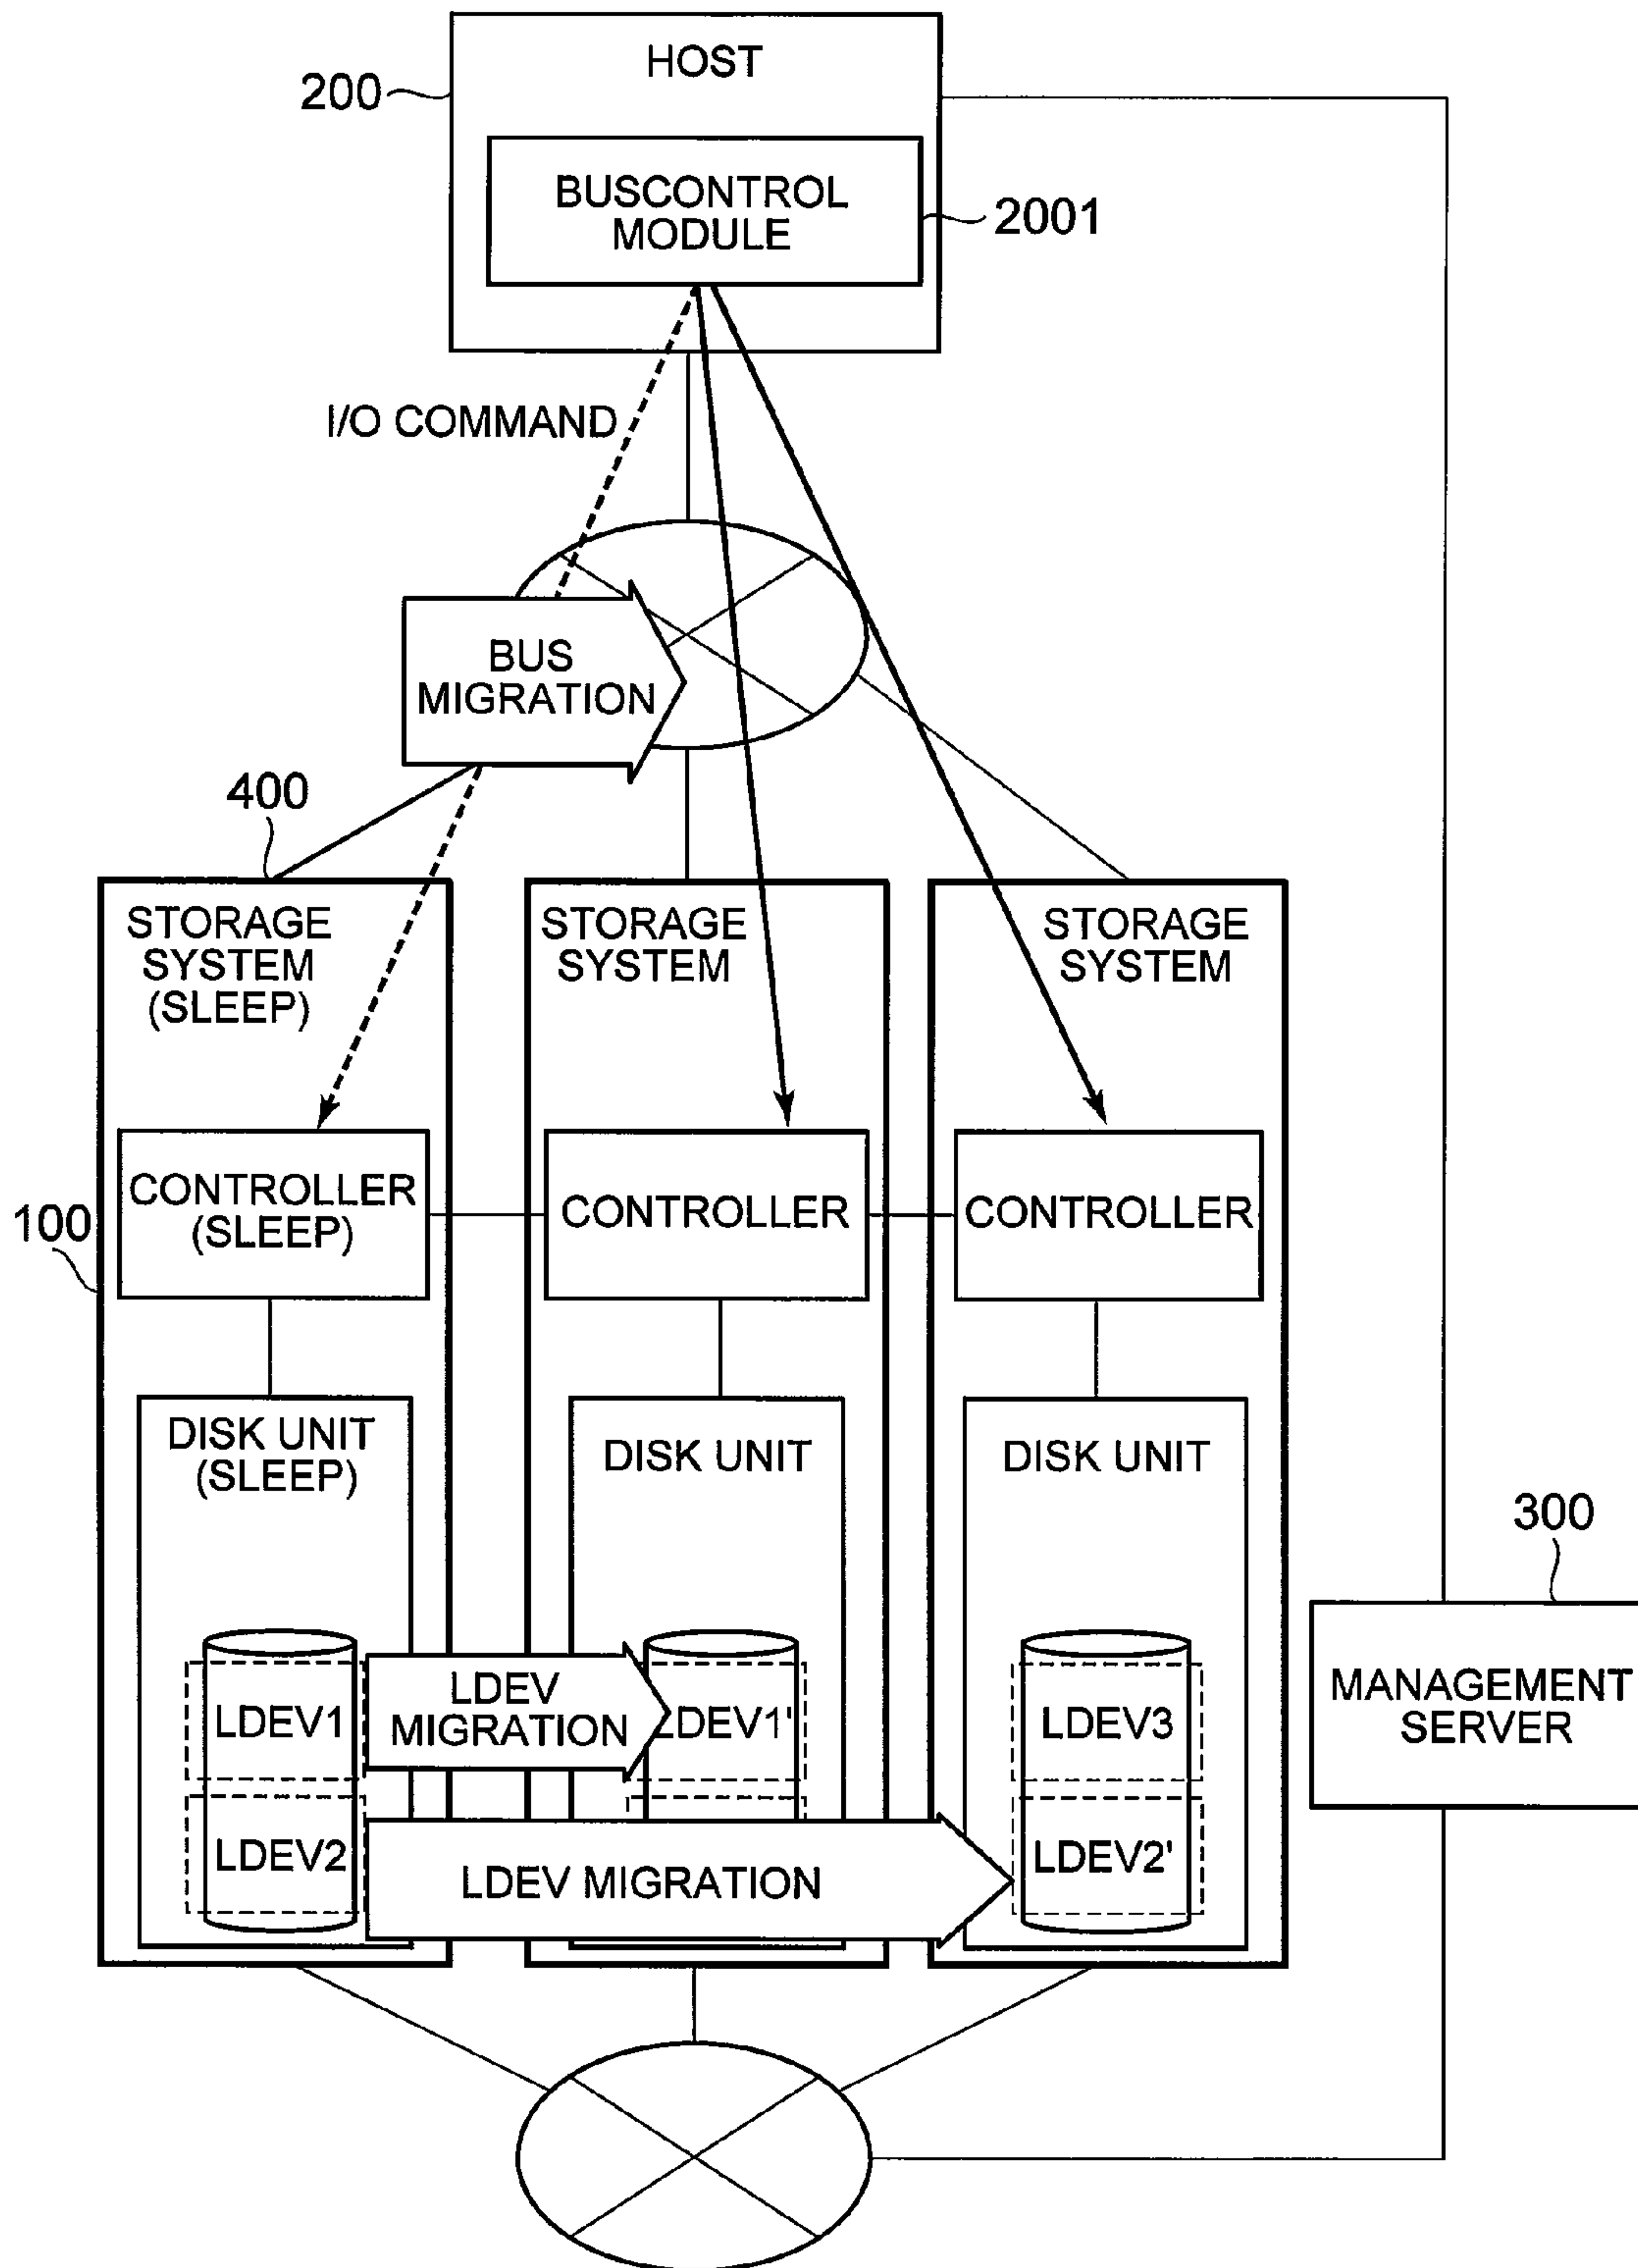 HOST
200
BUSCONTROL
MODULE
2001
I/O COMMAND
BUS
MIGRATION
400
STORAGE
SYSTEM
(SLEEP)
STORAGE
SYSTEM
STORAGE
SYSTEM
100
CONTROLLER
(SLEEP)
CONTROLLER
CONTROLLER
DISK UNIT
(SLEEP)
DISK UNIT
DISK UNIT
300
MANAGEMENT
SERVER
LDEV1
LDEV
MIGRATION
LDEV1'
LDEV3
LDEV2
LDEV MIGRATION
LDEV2'